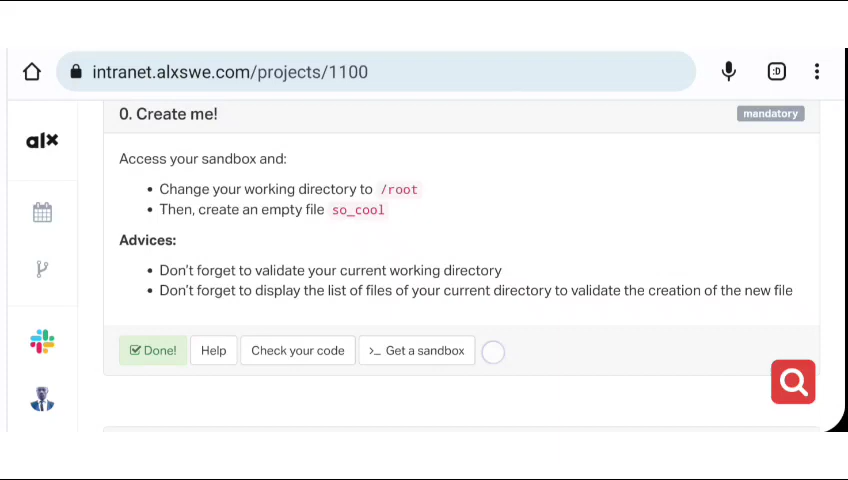 intranet.alxswe.com/projects/1100
:D
0. Create me!
mandatory
alx
Access your sandbox and:
• Change your working directory to /root
• Then, create an empty file so_cool
Advices:
• Don't forget to validate your current working directory
• Don't forget to display the list of files of your current directory to validate the creation of the new file
Done! Help Check your code >_ Get a sandbox